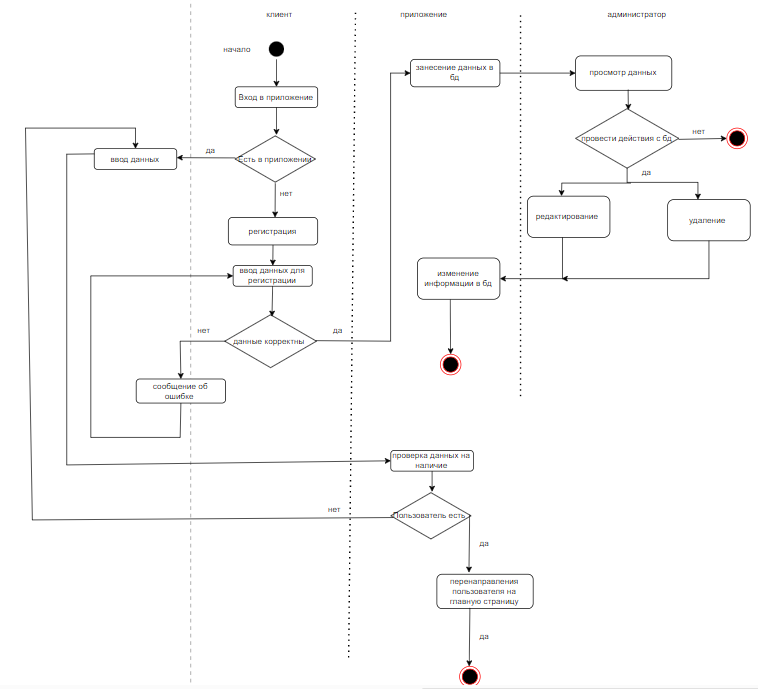 клиент
приложение
администратор
начало
Вход в приложение
занесение данных в
бд
просмотр данных
провести действия с бд
нет
да
Есть в приложении
да
ввод данных
нет
регистрация
редактирование
удаление
ввод данных для
регистрации
изменение
информации в бд
данные корректны
нет
да
сообщение об
ошибке
проверка данных на
наличие
Пользователь есть
нет
да
перенаправления
пользователя на
главную страницу
да